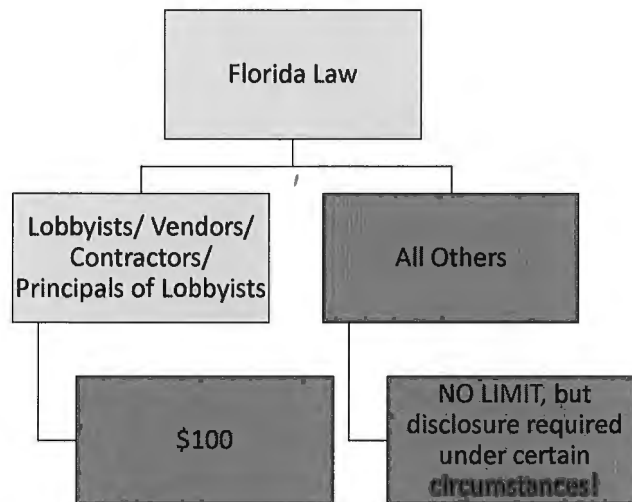 Florida Law
Lobbyists/ Vendors/
Contractors/
Principals of Lobbyists
All Others
$100
NO LIMIT, but
disclosure required
under certain
circumstances!